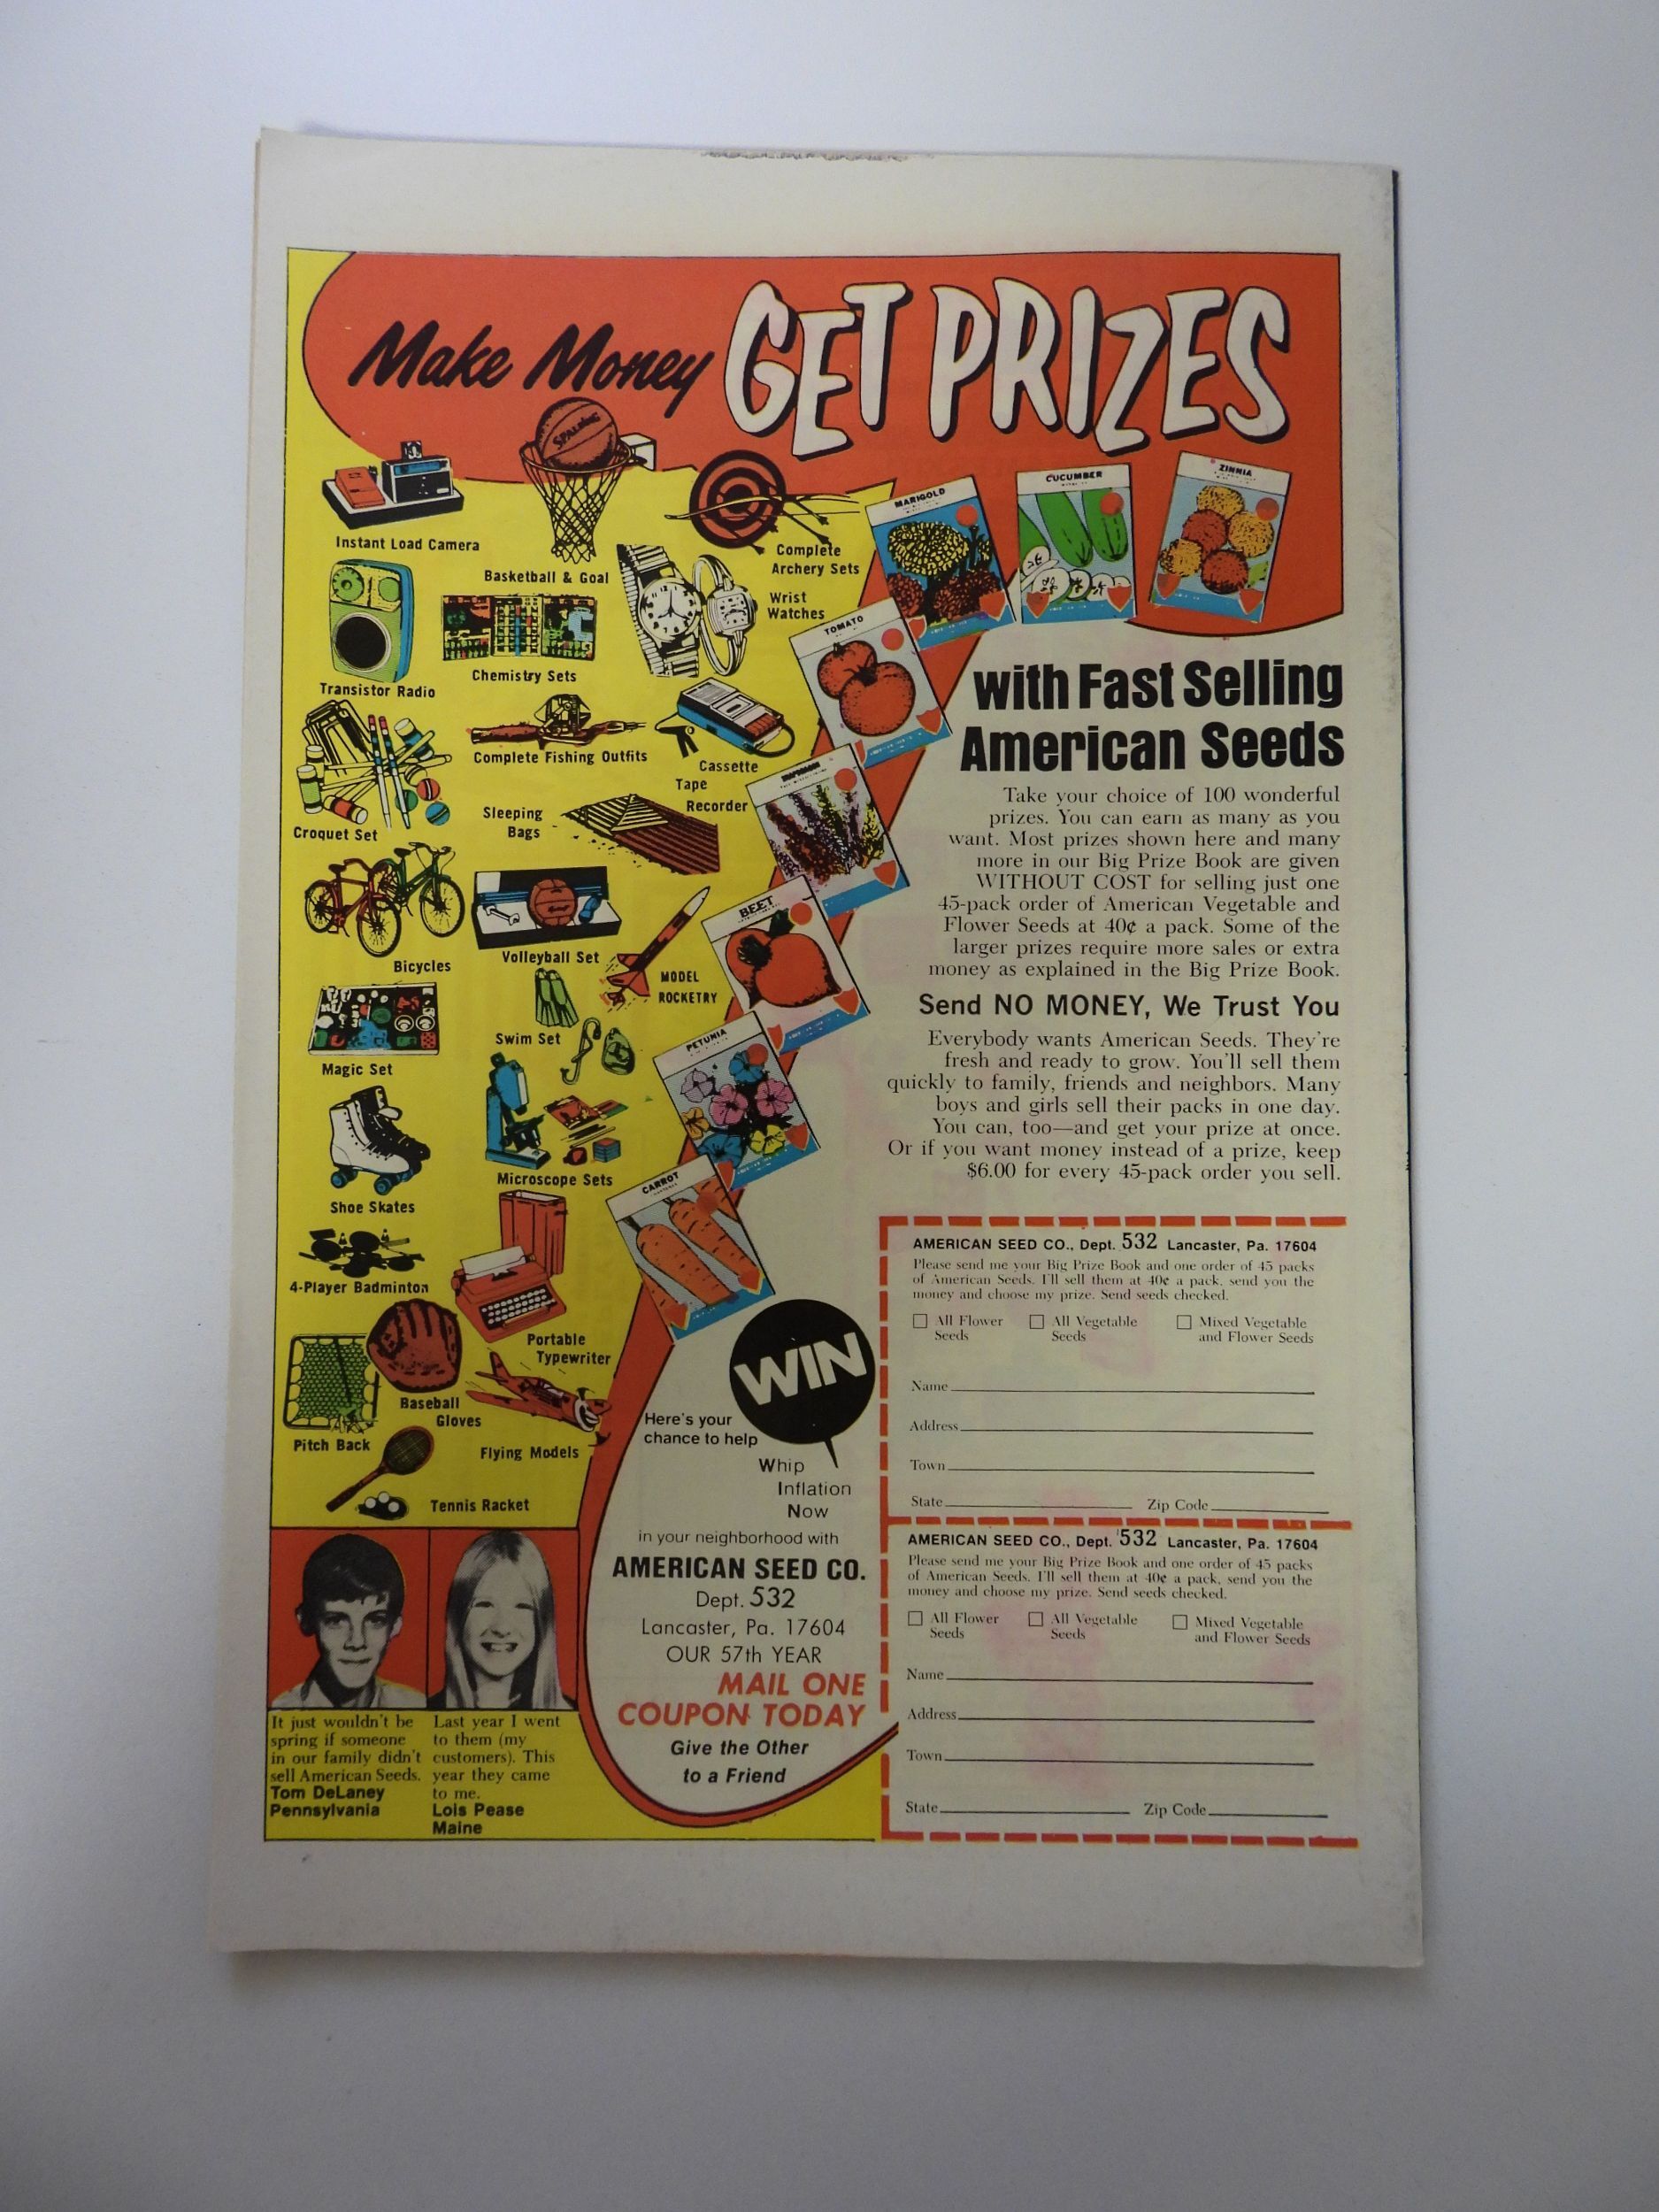 Make Money GET PRIZES
SPALDING
Instant Load Camera
Basketball & Goal
Complete
Archery Sets
Wrist
Watches
Transistor Radio
Chemistry Sets
Complete Fishing Outfits
Cassette
Tape
Recorder
Croquet Set
Sleeping
Bags
Bicycles
Volleyball Set
MODEL
ROCKETRY
Swim Set
Magic Set
Microscope Sets
Shoe Skates
4-Player Badminton
Portable
Typewriter
Baseball
Gloves
Pitch Back
Flying Models
Tennis Racket
MARIGOLD
CUCUMBER
ZINNIA
TOMATO
BEET
PETUNIA
CARROT
with Fast Selling
American Seeds
Take your choice of 100 wonderful
prizes. You can earn as many as you
want. Most prizes shown here and many
more in our Big Prize Book are given
WITHOUT COST for selling just one
45-pack order of American Vegetable and
Flower Seeds at 40¢ a pack. Some of the
larger prizes require more sales or extra
money as explained in the Big Prize Book.
Send NO MONEY, We Trust You
Everybody wants American Seeds. They're
fresh and ready to grow. You'll sell them
quickly to family, friends and neighbors. Many
boys and girls sell their packs in one day.
You can, too—and get your prize at once.
Or if you want money instead of a prize, keep
$6.00 for every 45-pack order you sell.
WIN
Here's your
chance to help
Whip
Inflation
Now
in your neighborhood with
AMERICAN SEED CO.
Dept. 532
Lancaster, Pa. 17604
OUR 57th YEAR
MAIL ONE
COUPON TODAY
Give the Other
to a Friend
It just wouldn't be
spring if someone
in our family didn't
sell American Seeds.
Tom DeLaney
Pennsylvania
Last year I went
to them (my
customers). This
year they came
to me.
Lois Pease
Maine
AMERICAN SEED CO., Dept. 532 Lancaster, Pa. 17604
Please send me your Big Prize Book and one order of 45 packs
of American Seeds. I'll sell them at 40¢ a pack, send you the
money and choose my prize. Send seeds checked.
All Flower
Seeds
All Vegetable
Seeds
Mixed Vegetable
and Flower Seeds
Name
Address
Town
State Zip Code
AMERICAN SEED CO., Dept. 532 Lancaster, Pa. 17604
Please send me your Big Prize Book and one order of 45 packs
of American Seeds. I'll sell them at 40¢ a pack, send you the
money and choose my prize. Send seeds checked.
All Flower
Seeds
All Vegetable
Seeds
Mixed Vegetable
and Flower Seeds
Name
Address
Town
State Zip Code